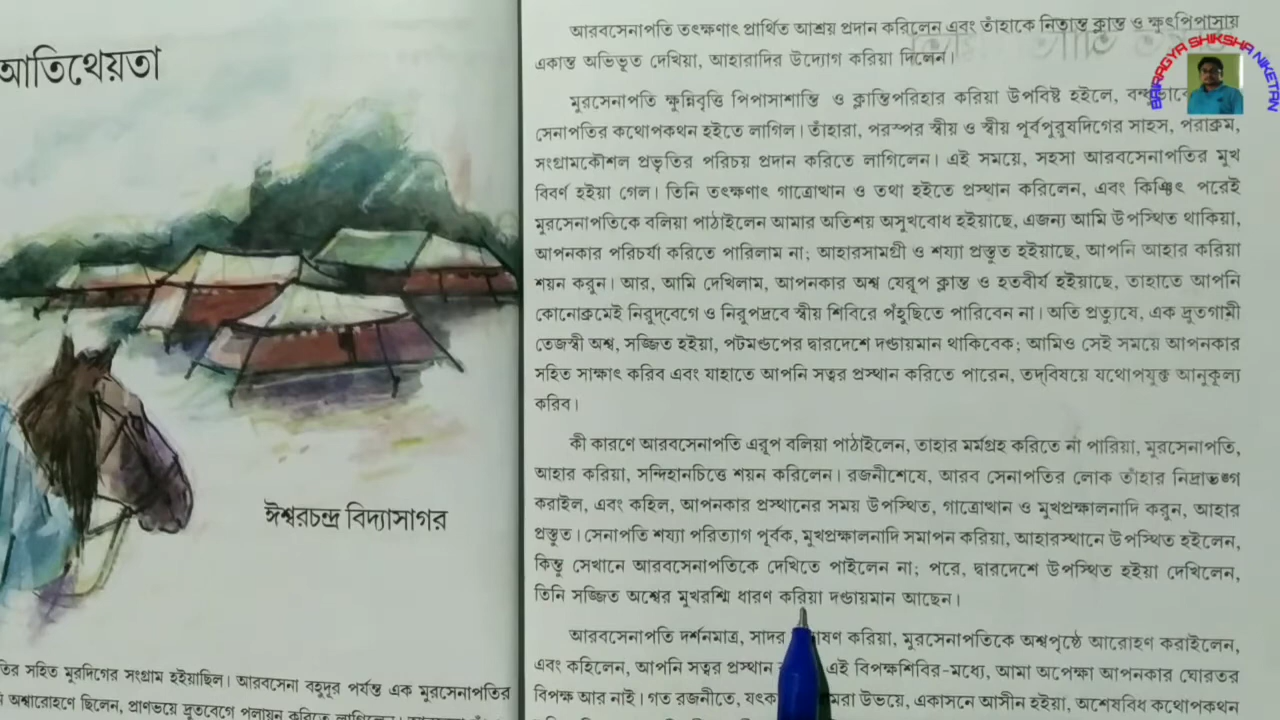 আতিথেয়তা
ঈশ্বরচন্দ্র বিদ্যাসাগর
তির সহিত মূরদিগের সংগ্রাম হইয়াছিল। আরবসেনা বহুদূর পর্যন্ত এক মূরসেনাপতির
অশ্বারোহণে ছিলেন, প্রাণভয়ে দ্রুতবেগে পলায়ন করিতে লাগিলেন।
আরবসেনাপতি তৎক্ষণাৎ প্রার্থিত আশ্রয় প্রদান করিলেন এবং তাঁহাকে নিতান্ত ক্লান্ত ও ক্ষুৎপিপাসায়
একান্ত অভিভূত দেখিয়া, আহারাদির উদ্যোগ করিয়া দিলেন।
মূরসেনাপতি ক্ষুন্নিবৃত্তি পিপাসাশান্তি ও ক্লান্তিপরিহার করিয়া উপবিষ্ট হইলে,
সেনাপতির কথোপকথন হইতে লাগিল। তাঁহারা, পরস্পর স্বীয় ও স্বীয় পূর্বপুরুষদিগের সাহস, পরাক্রম,
সংগ্রামকৌশল প্রভৃতির পরিচয় প্রদান করিতে লাগিলেন। এই সময়ে, সহসা আরবসেনাপতির মুখ
বিবর্ণ হইয়া গেল। তিনি তৎক্ষণাৎ গাত্রোত্থান ও তথা হইতে প্রস্থান করিলেন, এবং কিঞ্চিৎ পরেই
মূরসেনাপতিকে বলিয়া পাঠাইলেন আমার অতিশয় অসুখবোধ হইয়াছে, এজন্য আমি উপস্থিত থাকিয়া,
আপনকার পরিচর্যা করিতে পারিলাম না; আহারসামগ্রী ও শয্যা প্রস্তুত হইয়াছে, আপনি আহার করিয়া
শয়ন করুন। আর, আমি দেখিলাম, আপনকার অশ্ব যেরূপ ক্লান্ত ও হতবীর্য হইয়াছে, তাহাতে আপনি
কোনোক্রমেই নিরুদ্‌বেগে ও নিরুপদ্রবে স্বীয় শিবিরে পঁহুছিতে পারিবেন না। অতি প্রত্যুষে, এক দ্রুতগামী
তেজস্বী অশ্ব, সজ্জিত হইয়া, পটমণ্ডপের দ্বারদেশে দণ্ডায়মান থাকিবেক; আমিও সেই সময়ে আপনকার
সহিত সাক্ষাৎ করিব এবং যাহাতে আপনি সত্বর প্রস্থান করিতে পারেন, তদ্‌বিষয়ে যথোপযুক্ত আনুকূল্য
করিব।
কী কারণে আরবসেনাপতি এরূপ বলিয়া পাঠাইলেন, তাহার মর্মগ্রহ করিতে না পারিয়া, মূরসেনাপতি,
আহার করিয়া, সন্দিহানচিত্তে শয়ন করিলেন। রজনীশেষে, আরব সেনাপতির লোক তাঁহার নিদ্রাভঙ্গ
করাইল, এবং কহিল, আপনকার প্রস্থানের সময় উপস্থিত, গাত্রোত্থান ও মুখপ্রক্ষালনাদি করুন, আহার
প্রস্তুত। সেনাপতি শয্যা পরিত্যাগ পূর্বক, মুখপ্রক্ষালনাদি সমাপন করিয়া, আহারস্থানে উপস্থিত হইলেন,
কিন্তু সেখানে আরবসেনাপতিকে দেখিতে পাইলেন না; পরে, দ্বারদেশে উপস্থিত হইয়া দেখিলেন,
তিনি সজ্জিত অশ্বের মুখরশ্মি ধারণ করিয়া দণ্ডায়মান আছেন।
আরবসেনাপতি দর্শনমাত্র, সাদর করিয়া, মূরসেনাপতিকে অশ্বপৃষ্ঠে আরোহণ করাইলেন,
এবং কহিলেন, আপনি সত্বর প্রস্থান এই বিপক্ষশিবির-মধ্যে, আমা অপেক্ষা আপনকার ঘোরতর
বিপক্ষ আর নাই। গত রজনীতে, উভয়ে, একাসনে আসীন হইয়া, অশেষবিধ কথোপকথন
BAIRAGYA SHIKSHA NIKETAN